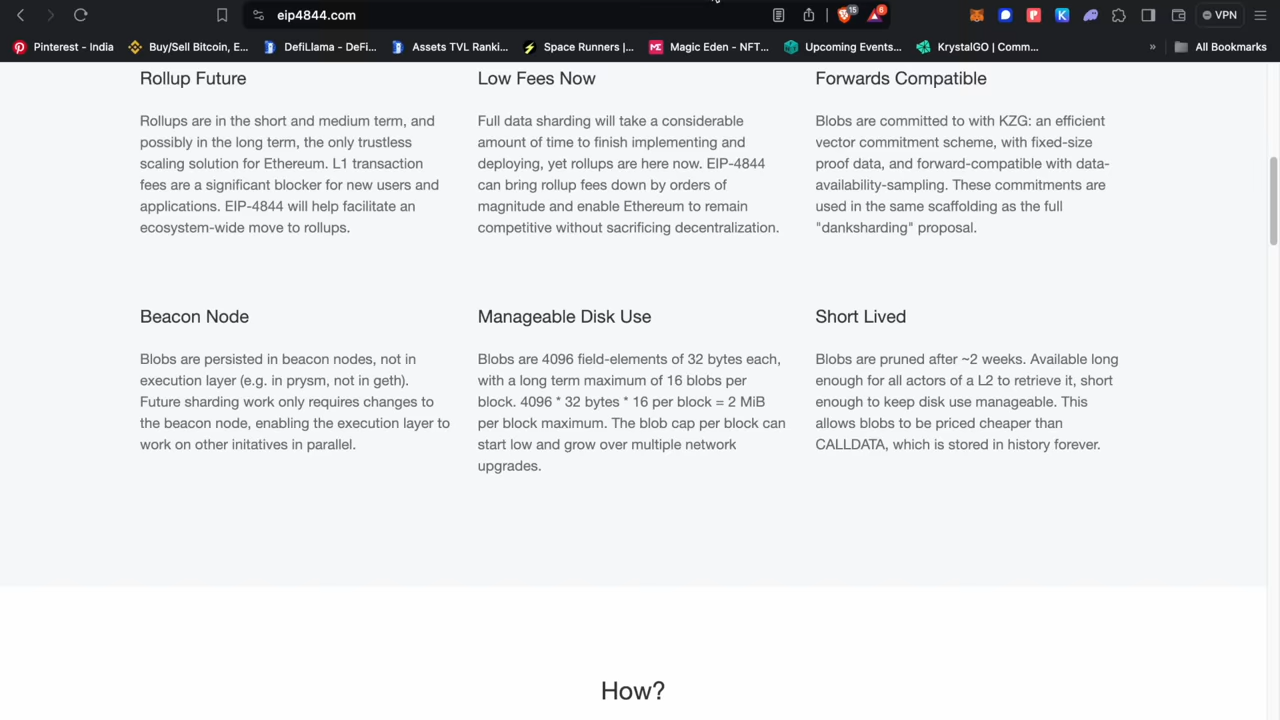 eip4844.com
15
6
VPN
Pinterest - India
Buy/Sell Bitcoin, E...
DefiLlama - DeFi...
Assets TVL Ranki...
Space Runners |...
Magic Eden - NFT...
Upcoming Events...
KrystalGO | Comm...
»
All Bookmarks
Rollup Future
Rollups are in the short and medium term, and
possibly in the long term, the only trustless
scaling solution for Ethereum. L1 transaction
fees are a significant blocker for new users and
applications. EIP-4844 will help facilitate an
ecosystem-wide move to rollups.
Low Fees Now
Full data sharding will take a considerable
amount of time to finish implementing and
deploying, yet rollups are here now. EIP-4844
can bring rollup fees down by orders of
magnitude and enable Ethereum to remain
competitive without sacrificing decentralization.
Forwards Compatible
Blobs are committed to with KZG: an efficient
vector commitment scheme, with fixed-size
proof data, and forward-compatible with data-
availability-sampling. These commitments are
used in the same scaffolding as the full
"danksharding" proposal.
Beacon Node
Blobs are persisted in beacon nodes, not in
execution layer (e.g. in prysm, not in geth).
Future sharding work only requires changes to
the beacon node, enabling the execution layer to
work on other initatives in parallel.
Manageable Disk Use
Blobs are 4096 field-elements of 32 bytes each,
with a long term maximum of 16 blobs per
block. 4096 * 32 bytes * 16 per block = 2 MiB
per block maximum. The blob cap per block can
start low and grow over multiple network
upgrades.
Short Lived
Blobs are pruned after ~2 weeks. Available long
enough for all actors of a L2 to retrieve it, short
enough to keep disk use manageable. This
allows blobs to be priced cheaper than
CALLDATA, which is stored in history forever.
How?